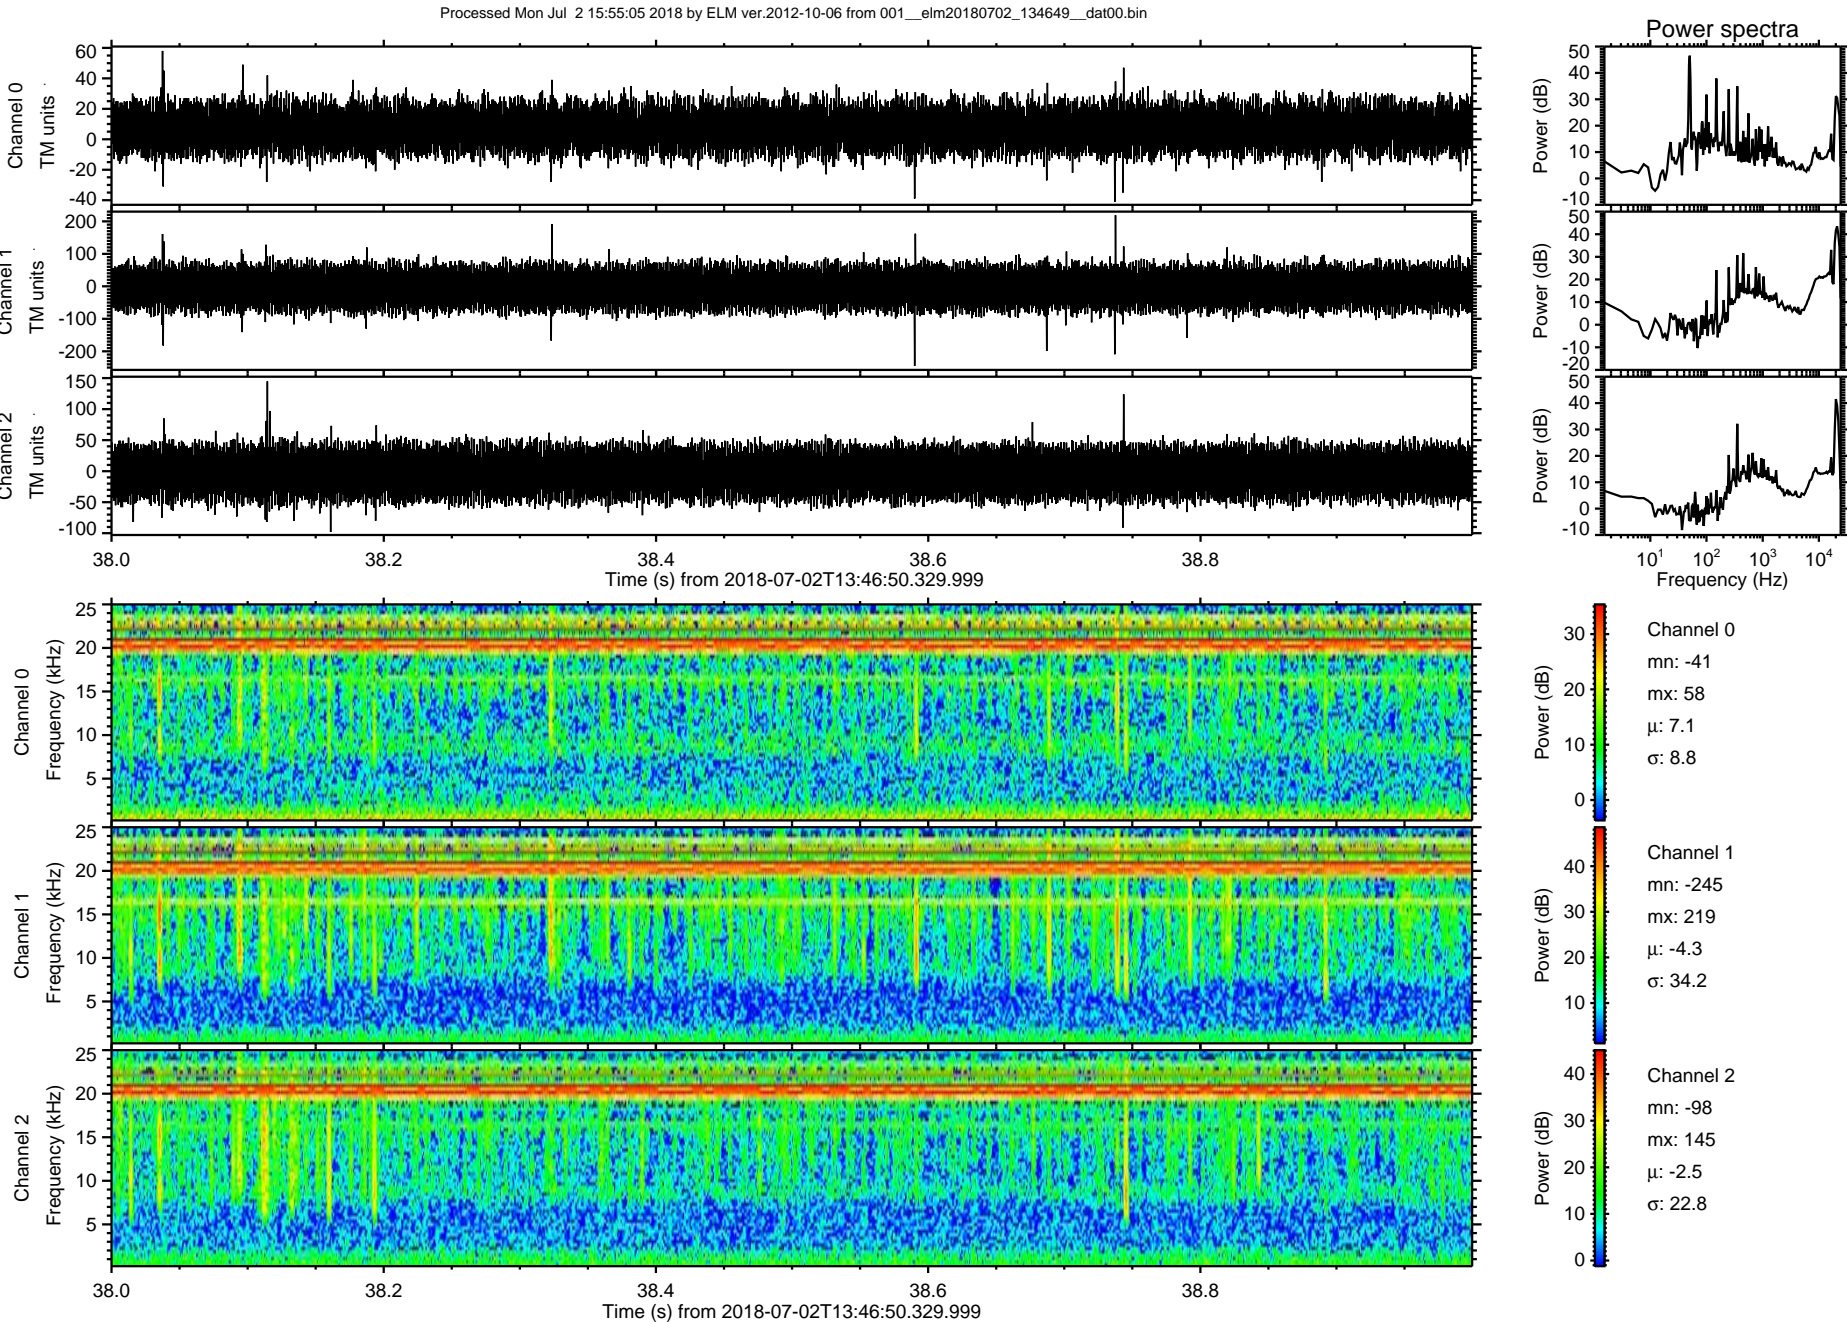 Processed Mon Jul  2 15:55:05 2018 by ELM ver.2012-10-06 from 001__elm20180702_134649__dat00.bin
Power spectra
Channel 0
TM units
60
40
20
0
-20
-40
Power (dB)
50
40
30
20
10
0
-10
Channel 1
TM units
200
100
0
-100
-200
Power (dB)
50
40
30
20
10
0
-10
-20
Channel 2
TM units
150
100
50
0
-50
-100
Power (dB)
50
40
30
20
10
0
-10
38.0 38.2 38.4 38.6 38.8
Time (s) from 2018-07-02T13:46:50.329.999
10^1 10^2 10^3 10^4
Frequency (Hz)
Channel 0
Frequency (kHz)
25
20
15
10
5
Power (dB)
30
20
10
0
Channel 0
mn: -41
mx: 58
μ: 7.1
σ: 8.8
Channel 1
Frequency (kHz)
25
20
15
10
5
Power (dB)
40
30
20
10
Channel 1
mn: -245
mx: 219
μ: -4.3
σ: 34.2
Channel 2
Frequency (kHz)
25
20
15
10
5
Power (dB)
40
30
20
10
0
Channel 2
mn: -98
mx: 145
μ: -2.5
σ: 22.8
38.0 38.2 38.4 38.6 38.8
Time (s) from 2018-07-02T13:46:50.329.999